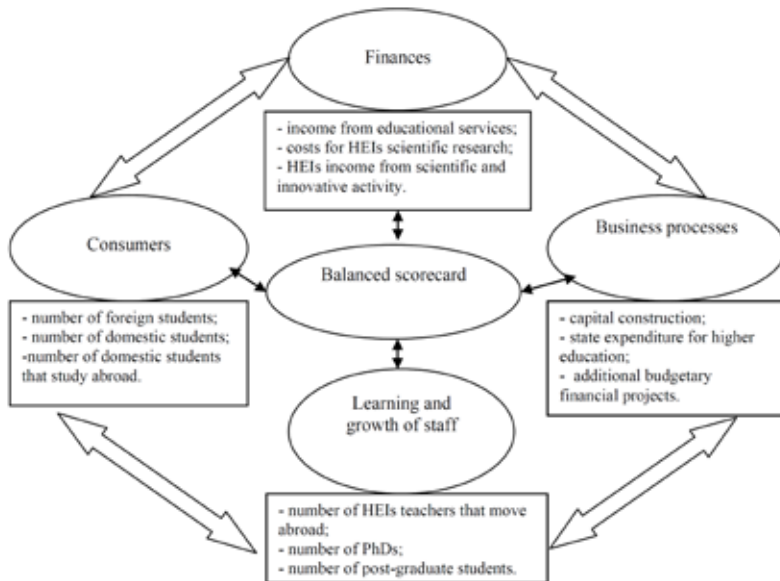 Finances
- income from educational services;
- costs for HEIs scientific research;
- HEIs income from scientific and
innovative activity.
Consumers
- number of foreign students;
- number of domestic students;
-number of domestic students
that study abroad.
Balanced scorecard
Business processes
- capital construction;
- state expenditure for higher
education;
- additional budgetary
financial projects.
Learning and
growth of staff
- number of HEIs teachers that move
abroad;
- number of PhDs;
- number of post-graduate students.